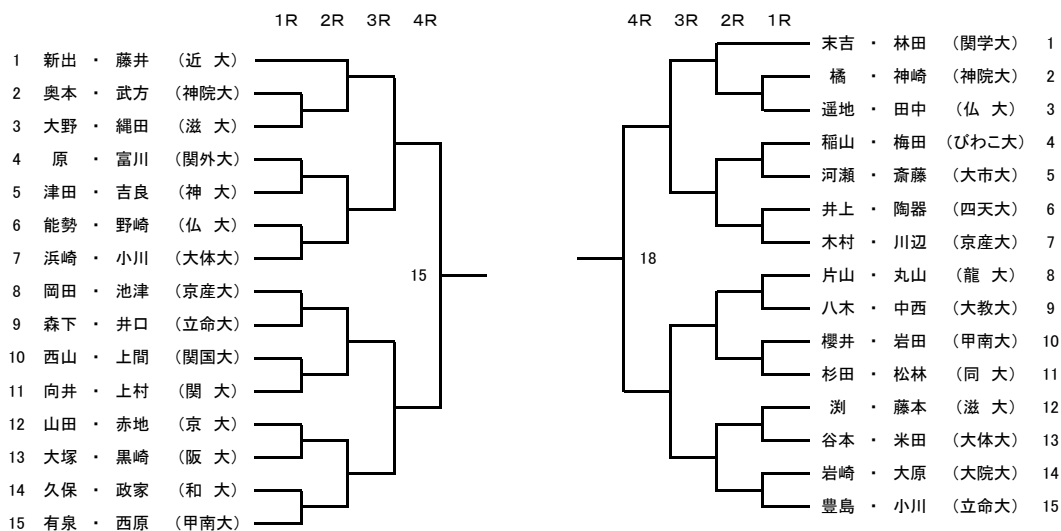 1R 2R 3R 4R
1 新出 ・ 藤井 (近 大)
2 奥本 ・ 武方 (神院大)
3 大野 ・ 縄田 (滋 大)
4 原 ・ 富川 (関外大)
5 津田 ・ 吉良 (神 大)
6 能勢 ・ 野崎 (仏 大)
7 浜崎 ・ 小川 (大体大)
8 岡田 ・ 池津 (京産大)
9 森下 ・ 井口 (立命大)
10 西山 ・ 上間 (関国大)
11 向井 ・ 上村 (関 大)
12 山田 ・ 赤地 (京 大)
13 大塚 ・ 黒崎 (阪 大)
14 久保 ・ 政家 (和 大)
15 有泉 ・ 西原 (甲南大)
15
4R 3R 2R 1R
末吉 ・ 林田 (関学大) 1
橘 ・ 神崎 (神院大) 2
遥地 ・ 田中 (仏 大) 3
稲山 ・ 梅田 (びわこ大) 4
河瀬 ・ 斎藤 (大市大) 5
井上 ・ 陶器 (四天大) 6
木村 ・ 川辺 (京産大) 7
片山 ・ 丸山 (龍 大) 8
八木 ・ 中西 (大教大) 9
櫻井 ・ 岩田 (甲南大) 10
杉田 ・ 松林 (同 大) 11
渕 ・ 藤本 (滋 大) 12
谷本 ・ 米田 (大体大) 13
岩崎 ・ 大原 (大院大) 14
豊島 ・ 小川 (立命大) 15
18